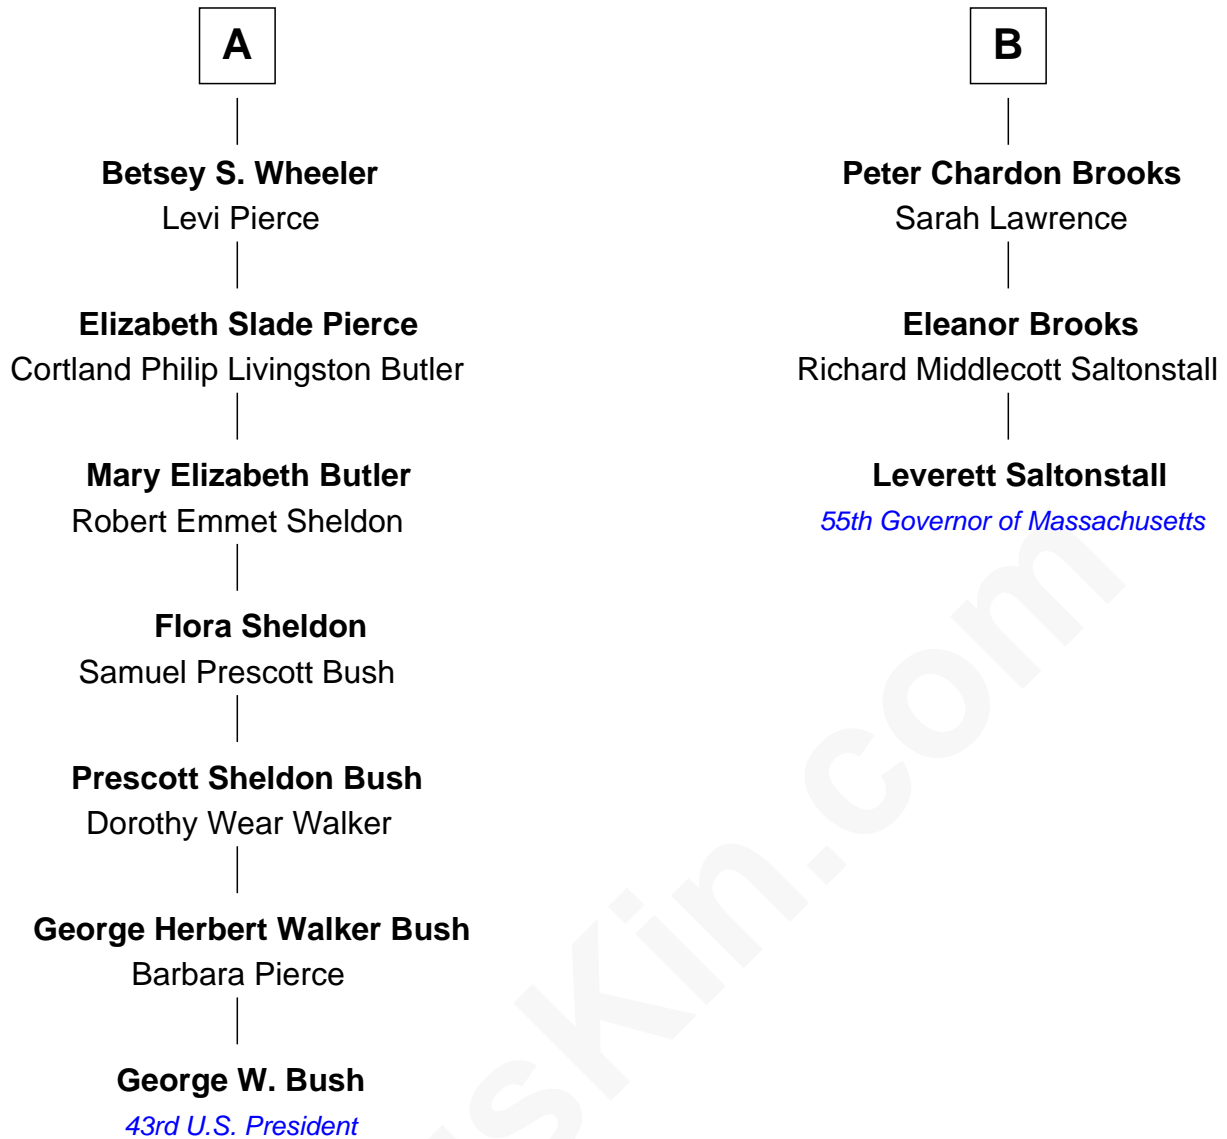 A
Betsey S. Wheeler
Levi Pierce
Elizabeth Slade Pierce
Cortland Philip Livingston Butler
Mary Elizabeth Butler
Robert Emmet Sheldon
Flora Sheldon
Samuel Prescott Bush
Prescott Sheldon Bush
Dorothy Wear Walker
George Herbert Walker Bush
Barbara Pierce
George W. Bush
43rd U.S. President
B
Peter Chardon Brooks
Sarah Lawrence
Eleanor Brooks
Richard Middlecott Saltonstall
Leverett Saltonstall
55th Governor of Massachusetts